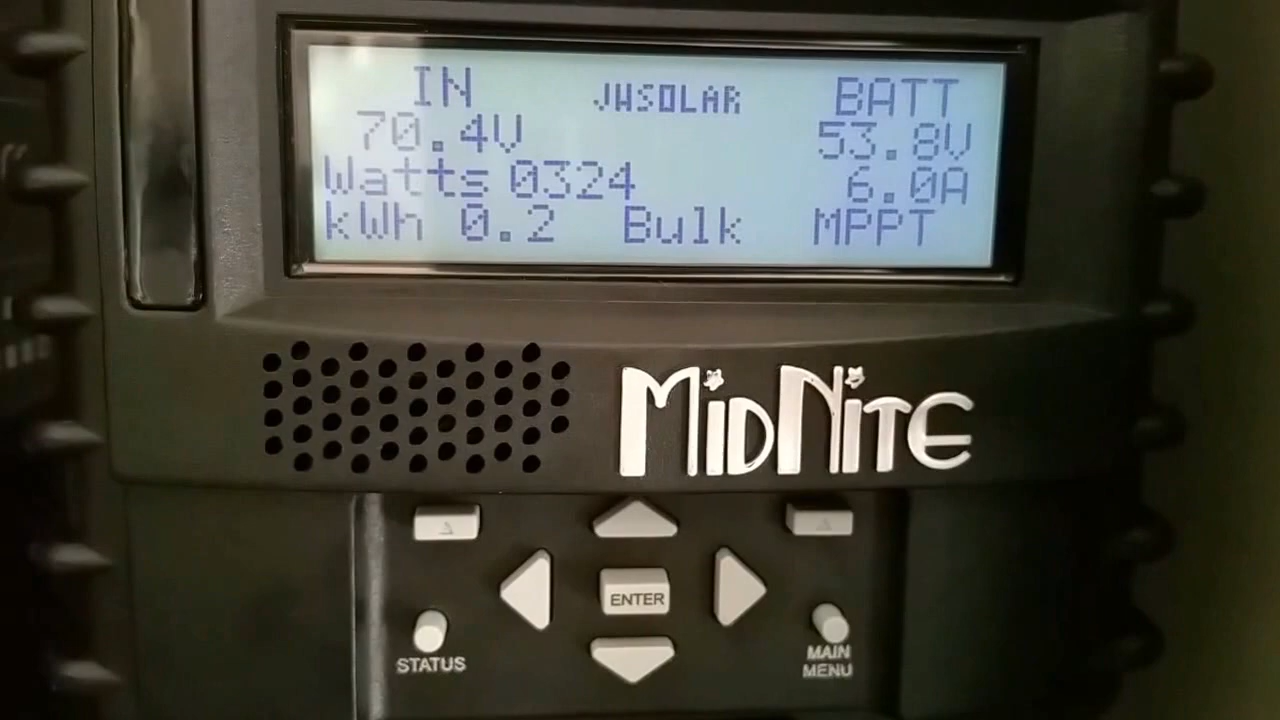 IN JWSOLAR BATT
70.4V 53.8V
Watts 0324 6.0A
kWh 0.2 Bulk MPPT
MIDNITE
ENTER
STATUS
MAIN
MENU